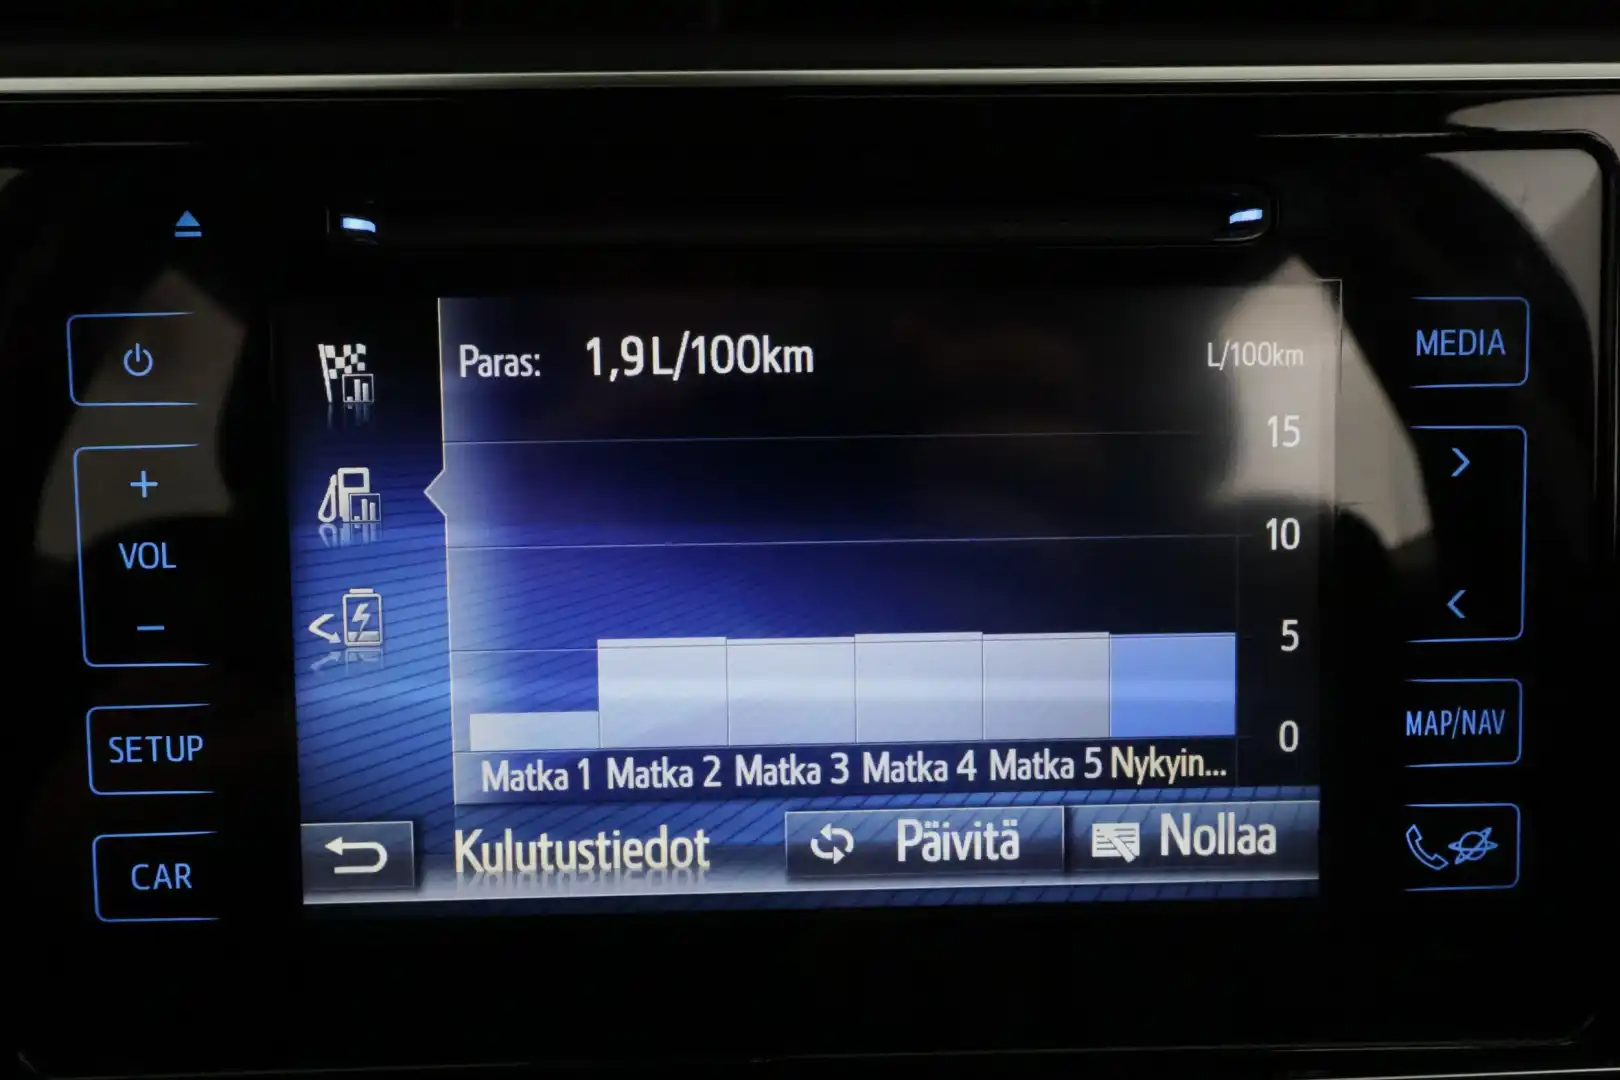 Paras: 1,9 L/100km
L/100km
15
10
5
0
Matka 1 Matka 2 Matka 3 Matka 4 Matka 5 Nykyin...
Kulutustiedot
Päivitä
Nollaa
+
VOL
−
SETUP
CAR
MEDIA
>
<
MAP/NAV